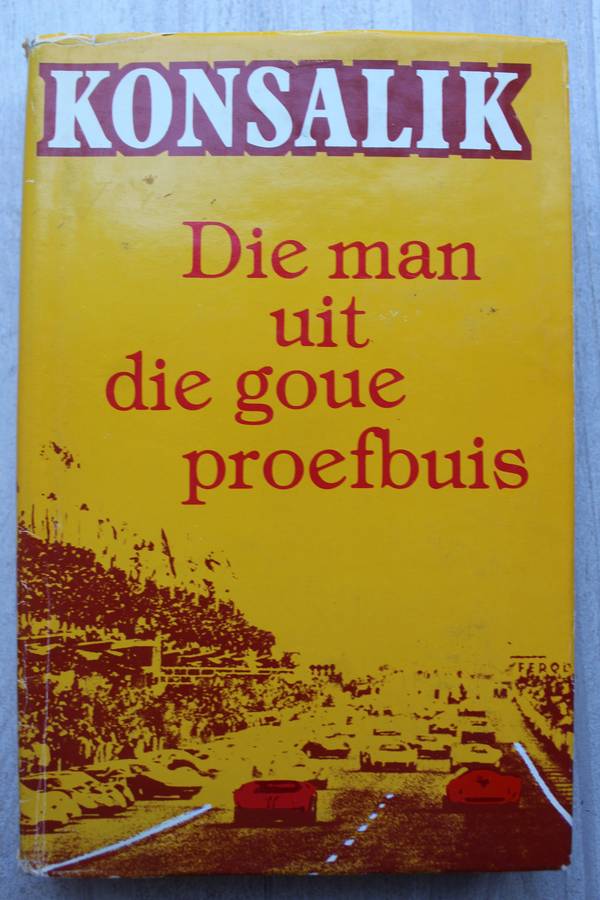 KONSALIK
Die man
uit
die goue
proefbuis